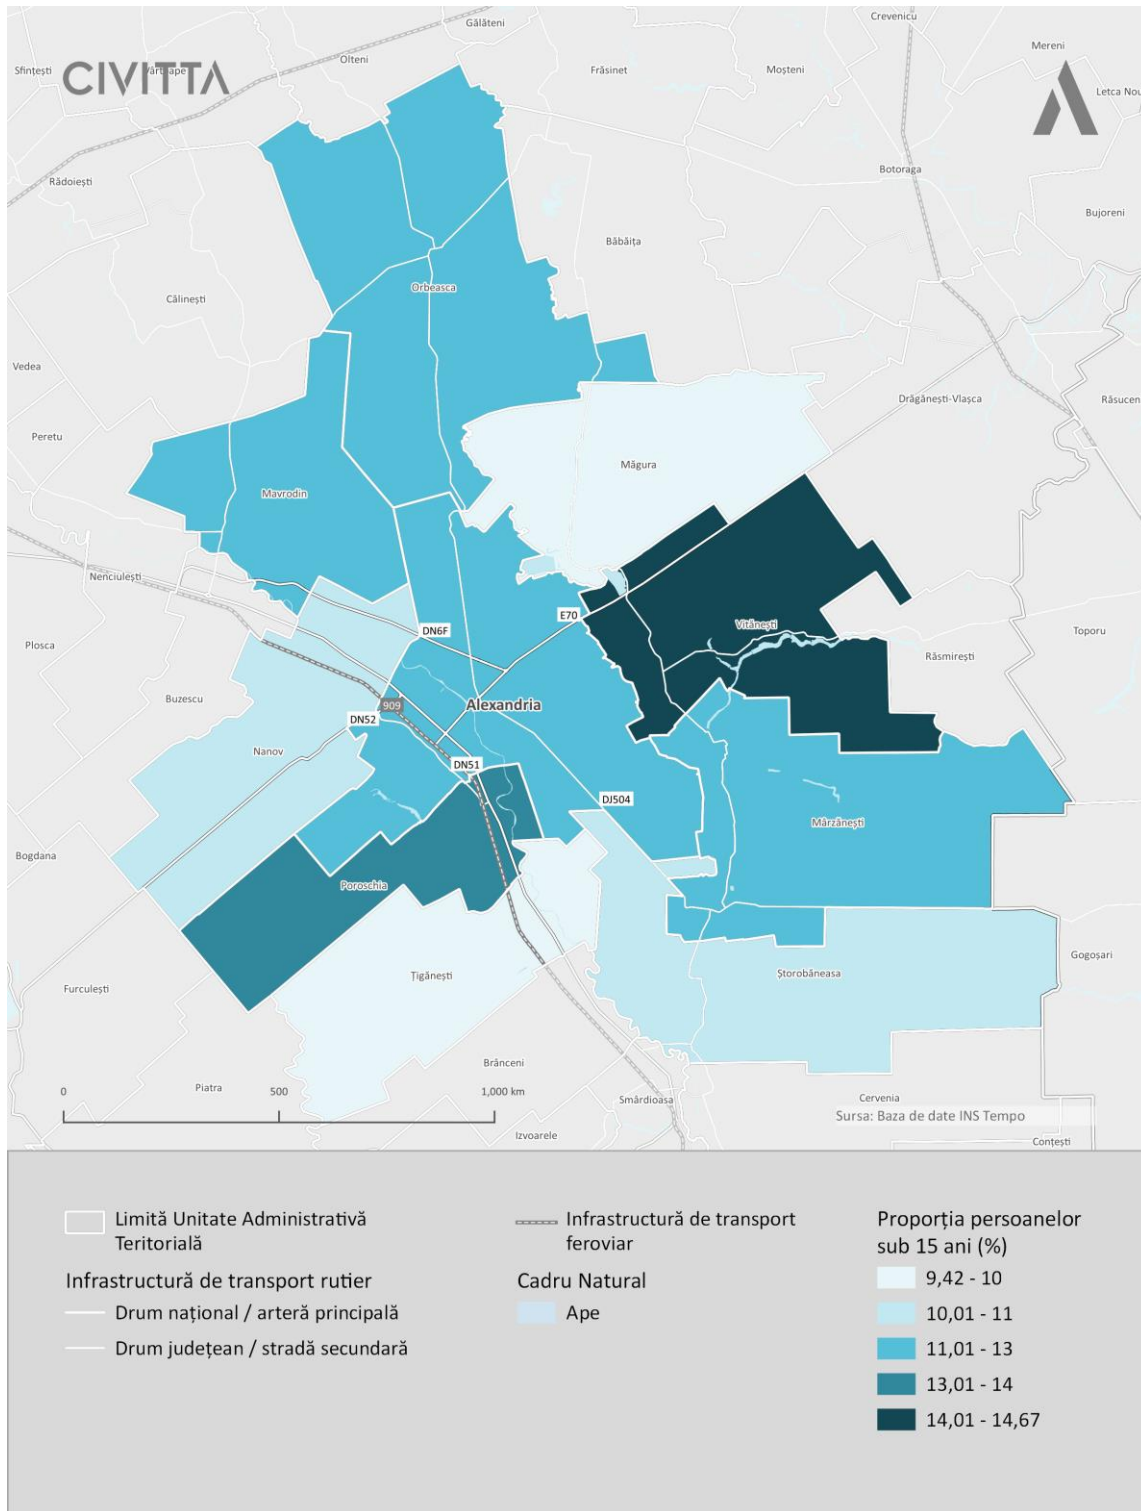 Gălăteni
Crevenicu
Mereni
Olteni
Sfințești
CIVITTA
Frăsinet
Moșteni
Letca Nou
Botoroaga
Rădoiești
Bujoreni
Băbăița
Orbeasca
Călinești
Vedea
Drăgănești-Vlașca
Răsucen
Peretu
Măgura
Mavrodin
Nenciulești
E70
Vităneşti
DN6F
Toporu
Plosca
Răsmirești
Buzescu
909
Alexandria
DN52
Nanov
DN51
DJ504
Mârzănești
Bogdana
Poroschia
Gogoșari
Țigănești
Ștorobăneasa
Furculești
Brânceni
Piatra
0 500 1,000 km
Smârdioasa
Cervenia
Sursa: Baza de date INS Tempo
Izvoarele
Conțești
Limită Unitate Administrativă
Teritorială
Infrastructură de transport rutier
Drum național / arteră principală
Drum județean / stradă secundară
Infrastructură de transport
feroviar
Cadru Natural
Ape
Proporția persoanelor
sub 15 ani (%)
9,42 - 10
10,01 - 11
11,01 - 13
13,01 - 14
14,01 - 14,67